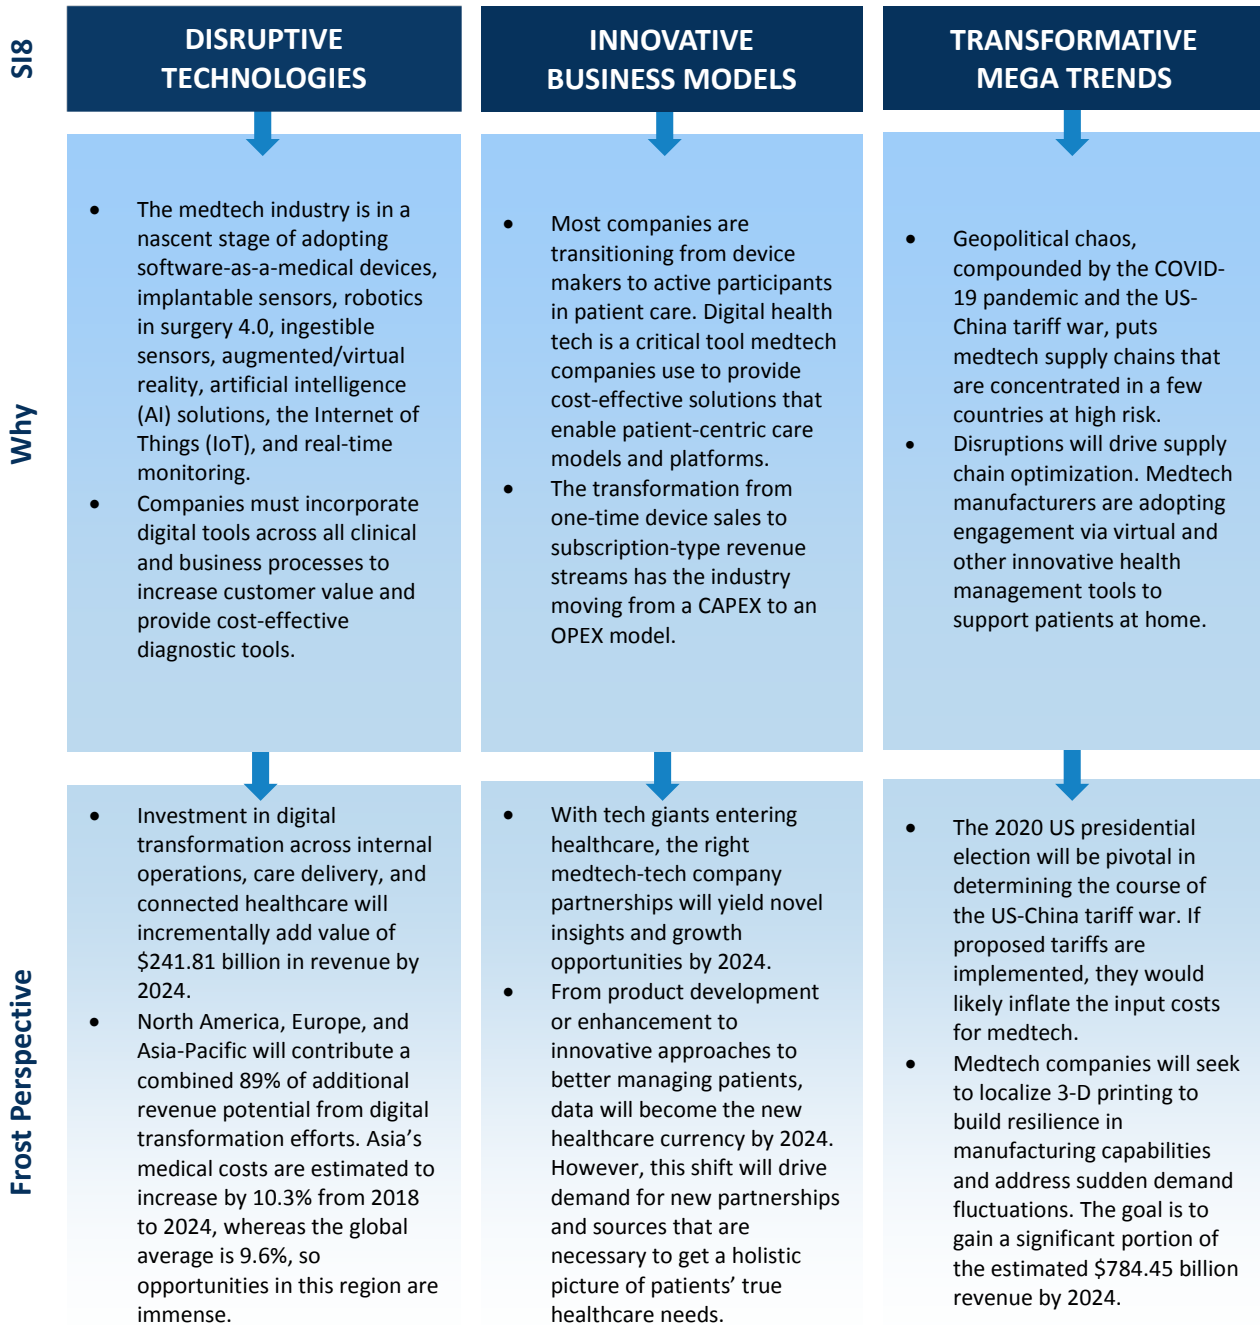 SI8
DISRUPTIVE
TECHNOLOGIES
INNOVATIVE
BUSINESS MODELS
TRANSFORMATIVE
MEGA TRENDS
Why
• The medtech industry is in a
nascent stage of adopting
software-as-a-medical devices,
implantable sensors, robotics
in surgery 4.0, ingestible
sensors, augmented/virtual
reality, artificial intelligence
(AI) solutions, the Internet of
Things (IoT), and real-time
monitoring.
• Companies must incorporate
digital tools across all clinical
and business processes to
increase customer value and
provide cost-effective
diagnostic tools.
• Most companies are
transitioning from device
makers to active participants
in patient care. Digital health
tech is a critical tool medtech
companies use to provide
cost-effective solutions that
enable patient-centric care
models and platforms.
• The transformation from
one-time device sales to
subscription-type revenue
streams has the industry
moving from a CAPEX to an
OPEX model.
• Geopolitical chaos,
compounded by the COVID-
19 pandemic and the US-
China tariff war, puts
medtech supply chains that
are concentrated in a few
countries at high risk.
• Disruptions will drive supply
chain optimization. Medtech
manufacturers are adopting
engagement via virtual and
other innovative health
management tools to
support patients at home.
Frost Perspective
• Investment in digital
transformation across internal
operations, care delivery, and
connected healthcare will
incrementally add value of
$241.81 billion in revenue by
2024.
• North America, Europe, and
Asia-Pacific will contribute a
combined 89% of additional
revenue potential from digital
transformation efforts. Asia’s
medical costs are estimated to
increase by 10.3% from 2018
to 2024, whereas the global
average is 9.6%, so
opportunities in this region are
immense.
• With tech giants entering
healthcare, the right
medtech-tech company
partnerships will yield novel
insights and growth
opportunities by 2024.
• From product development
or enhancement to
innovative approaches to
better managing patients,
data will become the new
healthcare currency by 2024.
However, this shift will drive
demand for new partnerships
and sources that are
necessary to get a holistic
picture of patients’ true
healthcare needs.
• The 2020 US presidential
election will be pivotal in
determining the course of
the US-China tariff war. If
proposed tariffs are
implemented, they would
likely inflate the input costs
for medtech.
• Medtech companies will seek
to localize 3-D printing to
build resilience in
manufacturing capabilities
and address sudden demand
fluctuations. The goal is to
gain a significant portion of
the estimated $784.45 billion
revenue by 2024.